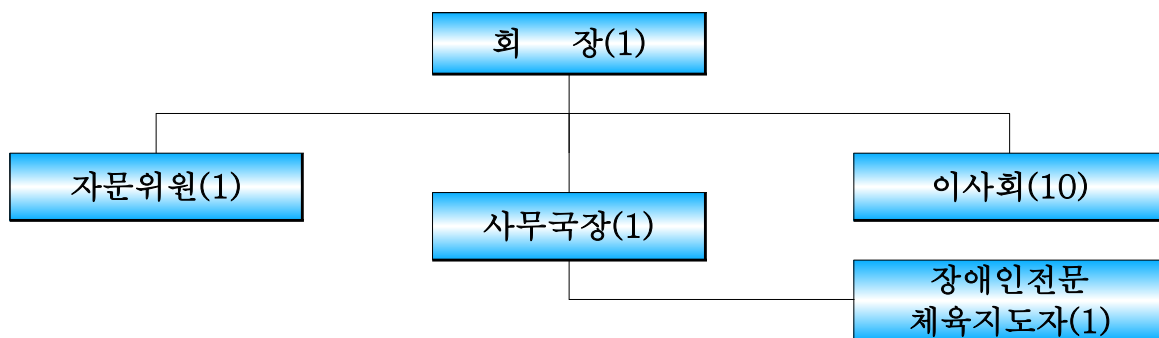 회 장(1)
자문위원(1)
이사회(10)
사무국장(1)
장애인전문
체육지도자(1)